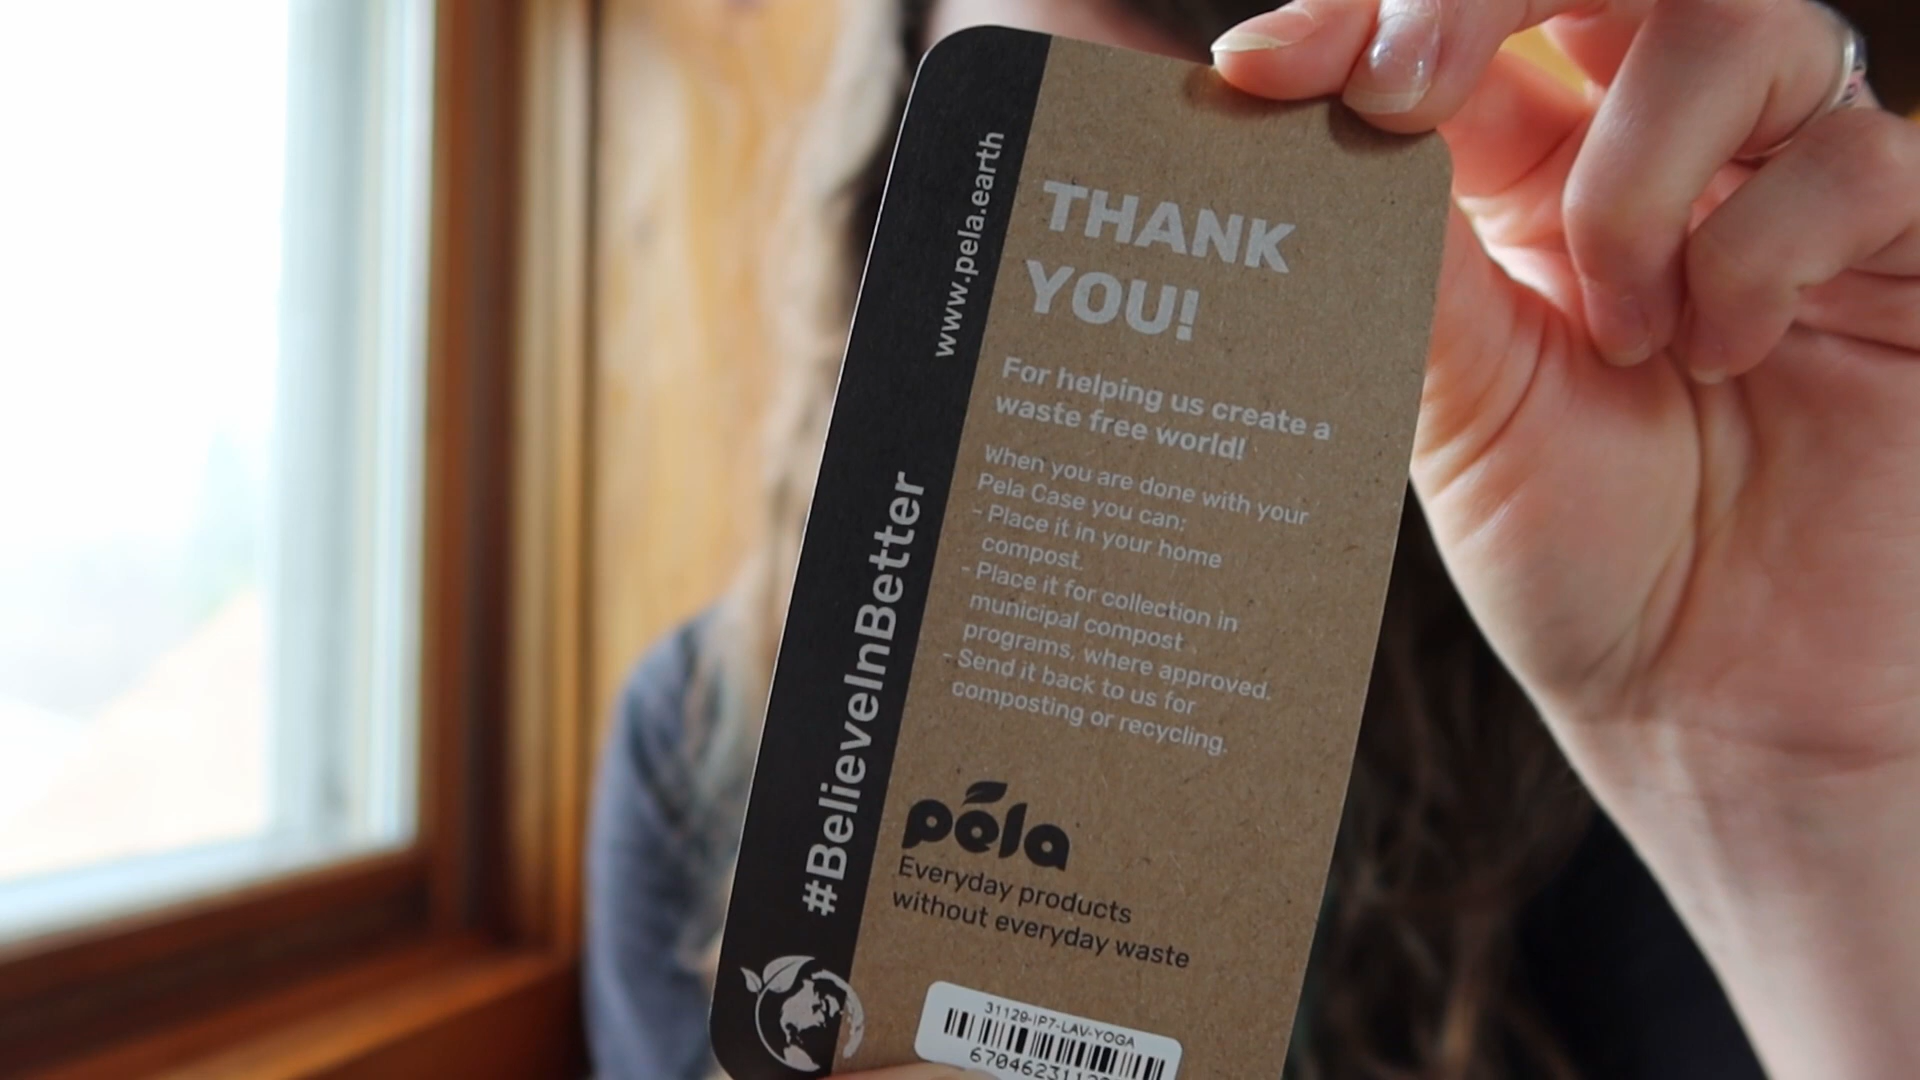 www.pela.earth
#BelieveInBetter
THANK
YOU!
For helping us create a
waste free world!
When you are done with your
Pela Case you can;
- Place it in your home
compost.
- Place it for collection in
municipal compost
programs, where approved.
- Send it back to us for
composting or recycling.
pela
Everyday products
without everyday waste
31129-IP7-LAV-YOGA